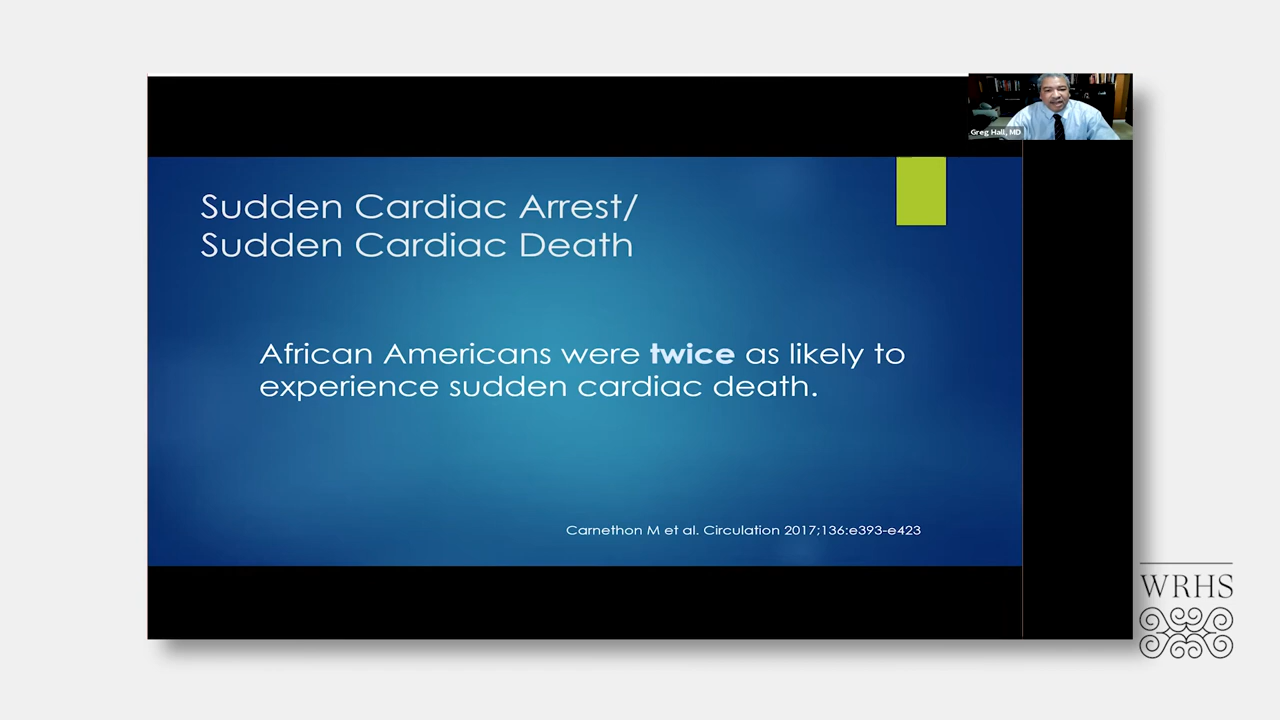 Greg Hall, MD
Sudden Cardiac Arrest/
Sudden Cardiac Death
African Americans were twice as likely to
experience sudden cardiac death.
Carnethon M et al. Circulation 2017;136:e393-e423
WRHS